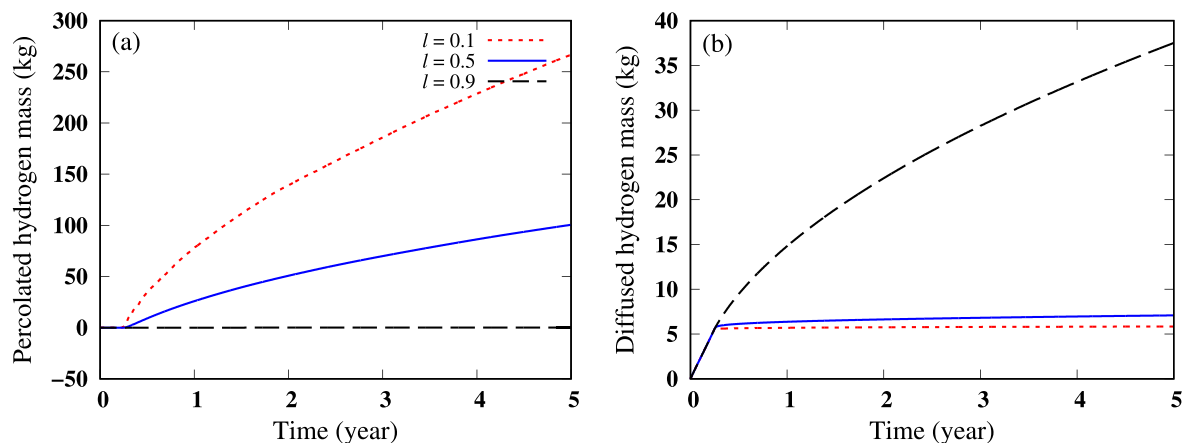 (a)
l = 0.1
l = 0.5
l = 0.9
300
250
200
150
100
50
0
−50
0 1 2 3 4 5
Time (year)
Percolated hydrogen mass (kg)
(b)
40
35
30
25
20
15
10
5
0
0 1 2 3 4 5
Time (year)
Diffused hydrogen mass (kg)